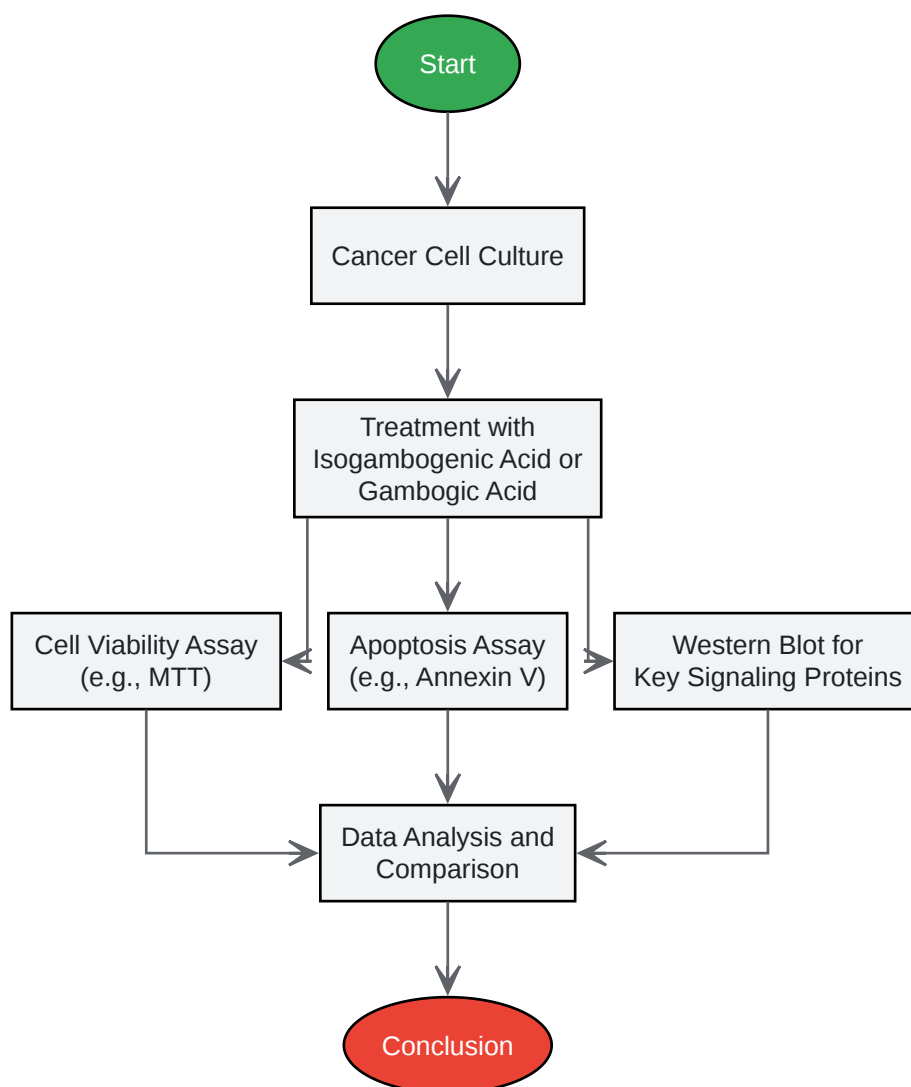 Start
Cancer Cell Culture
Treatment with
Isogambogenic Acid or
Gambogic Acid
Cell Viability Assay
(e.g., MTT)
Apoptosis Assay
(e.g., Annexin V)
Western Blot for
Key Signaling Proteins
Data Analysis and
Comparison
Conclusion